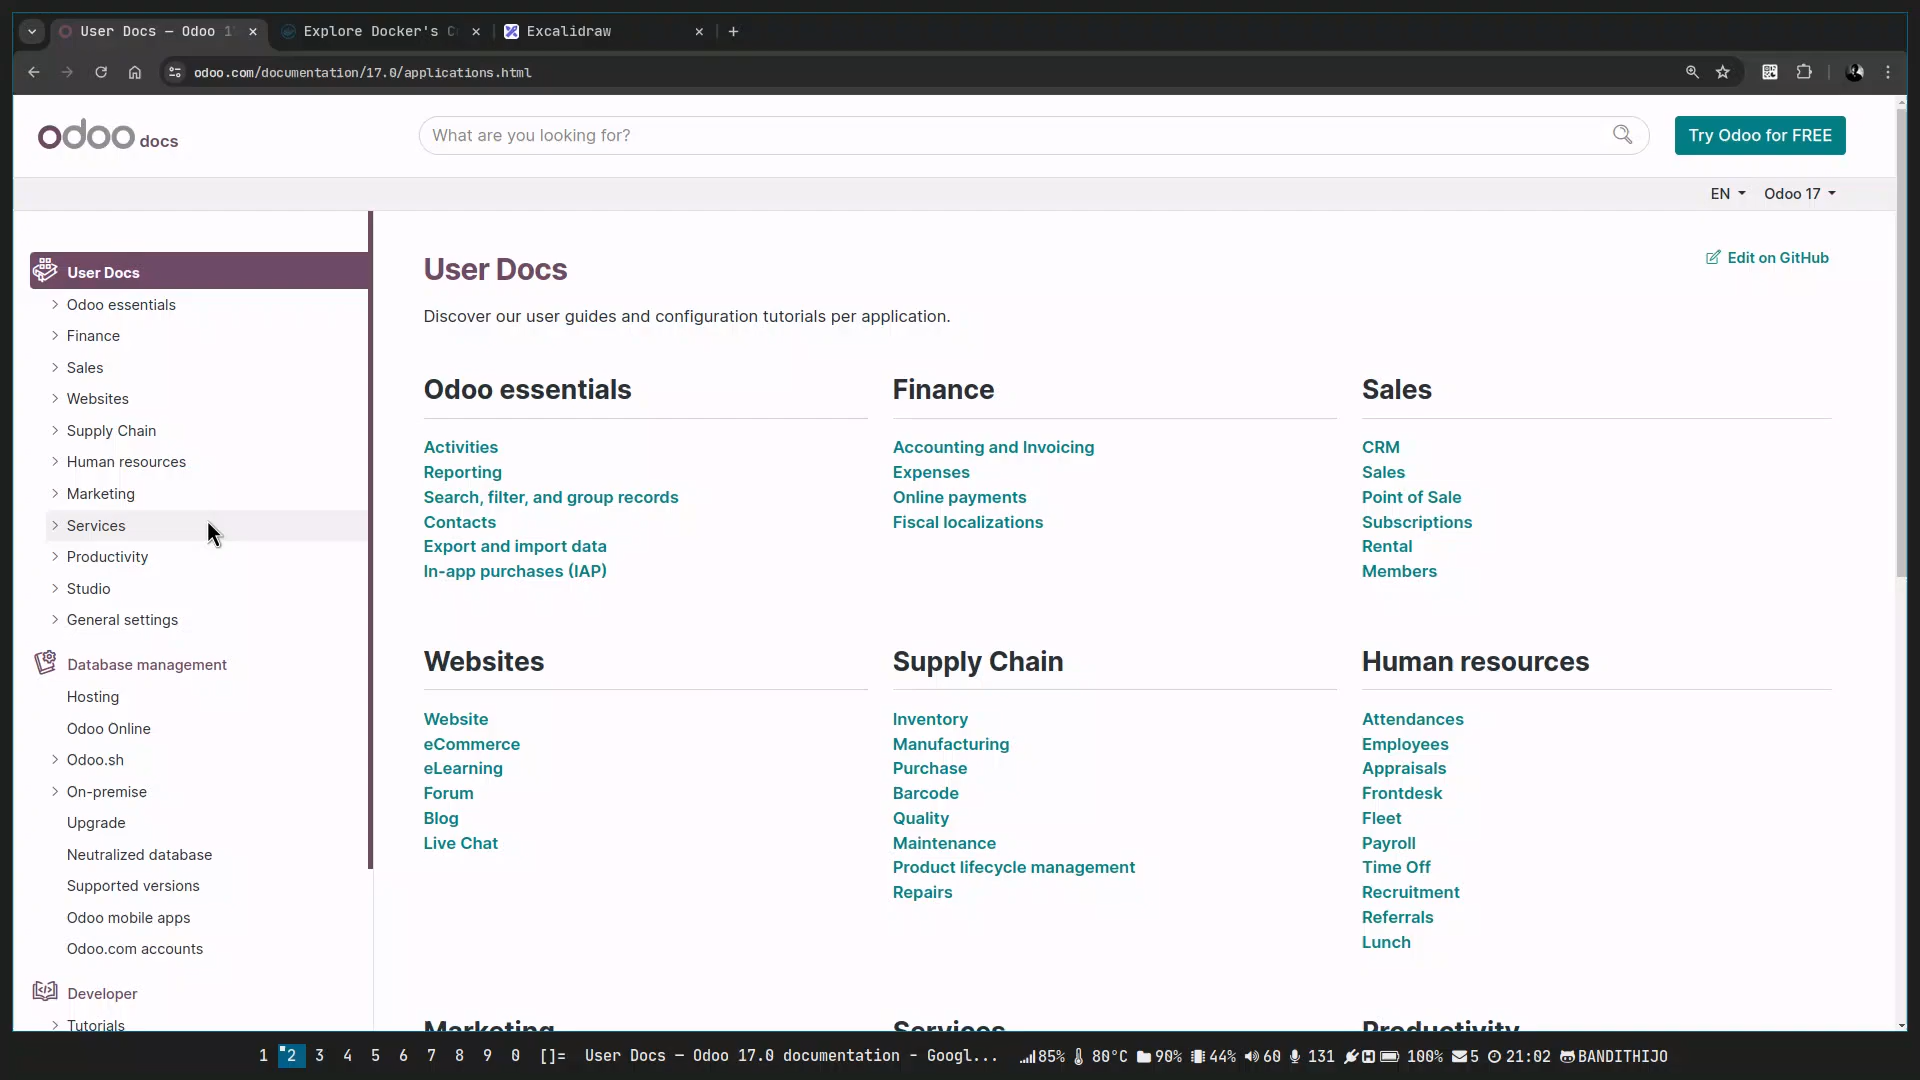 User Docs — Odoo 1
Explore Docker's C
Excalidraw
odoo.com/documentation/17.0/applications.html
odoo docs
What are you looking for?
Try Odoo for FREE
EN
Odoo 17
User Docs
Odoo essentials
Finance
Sales
Websites
Supply Chain
Human resources
Marketing
Services
Productivity
Studio
General settings
Database management
Hosting
Odoo Online
Odoo.sh
On-premise
Upgrade
Neutralized database
Supported versions
Odoo mobile apps
Odoo.com accounts
Developer
Tutorials
User Docs
Edit on GitHub
Discover our user guides and configuration tutorials per application.
Odoo essentials
Activities
Reporting
Search, filter, and group records
Contacts
Export and import data
In-app purchases (IAP)
Finance
Accounting and Invoicing
Expenses
Online payments
Fiscal localizations
Sales
CRM
Sales
Point of Sale
Subscriptions
Rental
Members
Websites
Website
eCommerce
eLearning
Forum
Blog
Live Chat
Supply Chain
Inventory
Manufacturing
Purchase
Barcode
Quality
Maintenance
Product lifecycle management
Repairs
Human resources
Attendances
Employees
Appraisals
Frontdesk
Fleet
Payroll
Time Off
Recruitment
Referrals
Lunch
Marketing
Services
Productivity
1 2 3 4 5 6 7 8 9 0 []= User Docs — Odoo 17.0 documentation - Googl... 85% 80°C 90% 44% 60 131 H 100% 5 21:02 BANDITHIJO